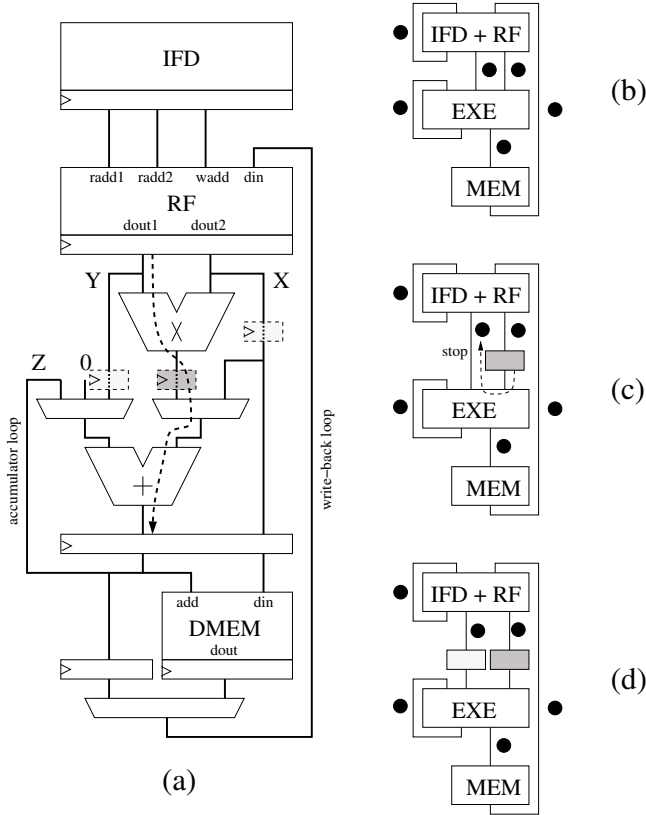 IFD
radd1 radd2 wadd din
RF
dout1 dout2
Y X
X
Z 0
+
accumulator loop
write−back loop
add din
DMEM
dout
(a)
IFD + RF
EXE
MEM
(b)
IFD + RF
stop
EXE
MEM
(c)
IFD + RF
EXE
MEM
(d)